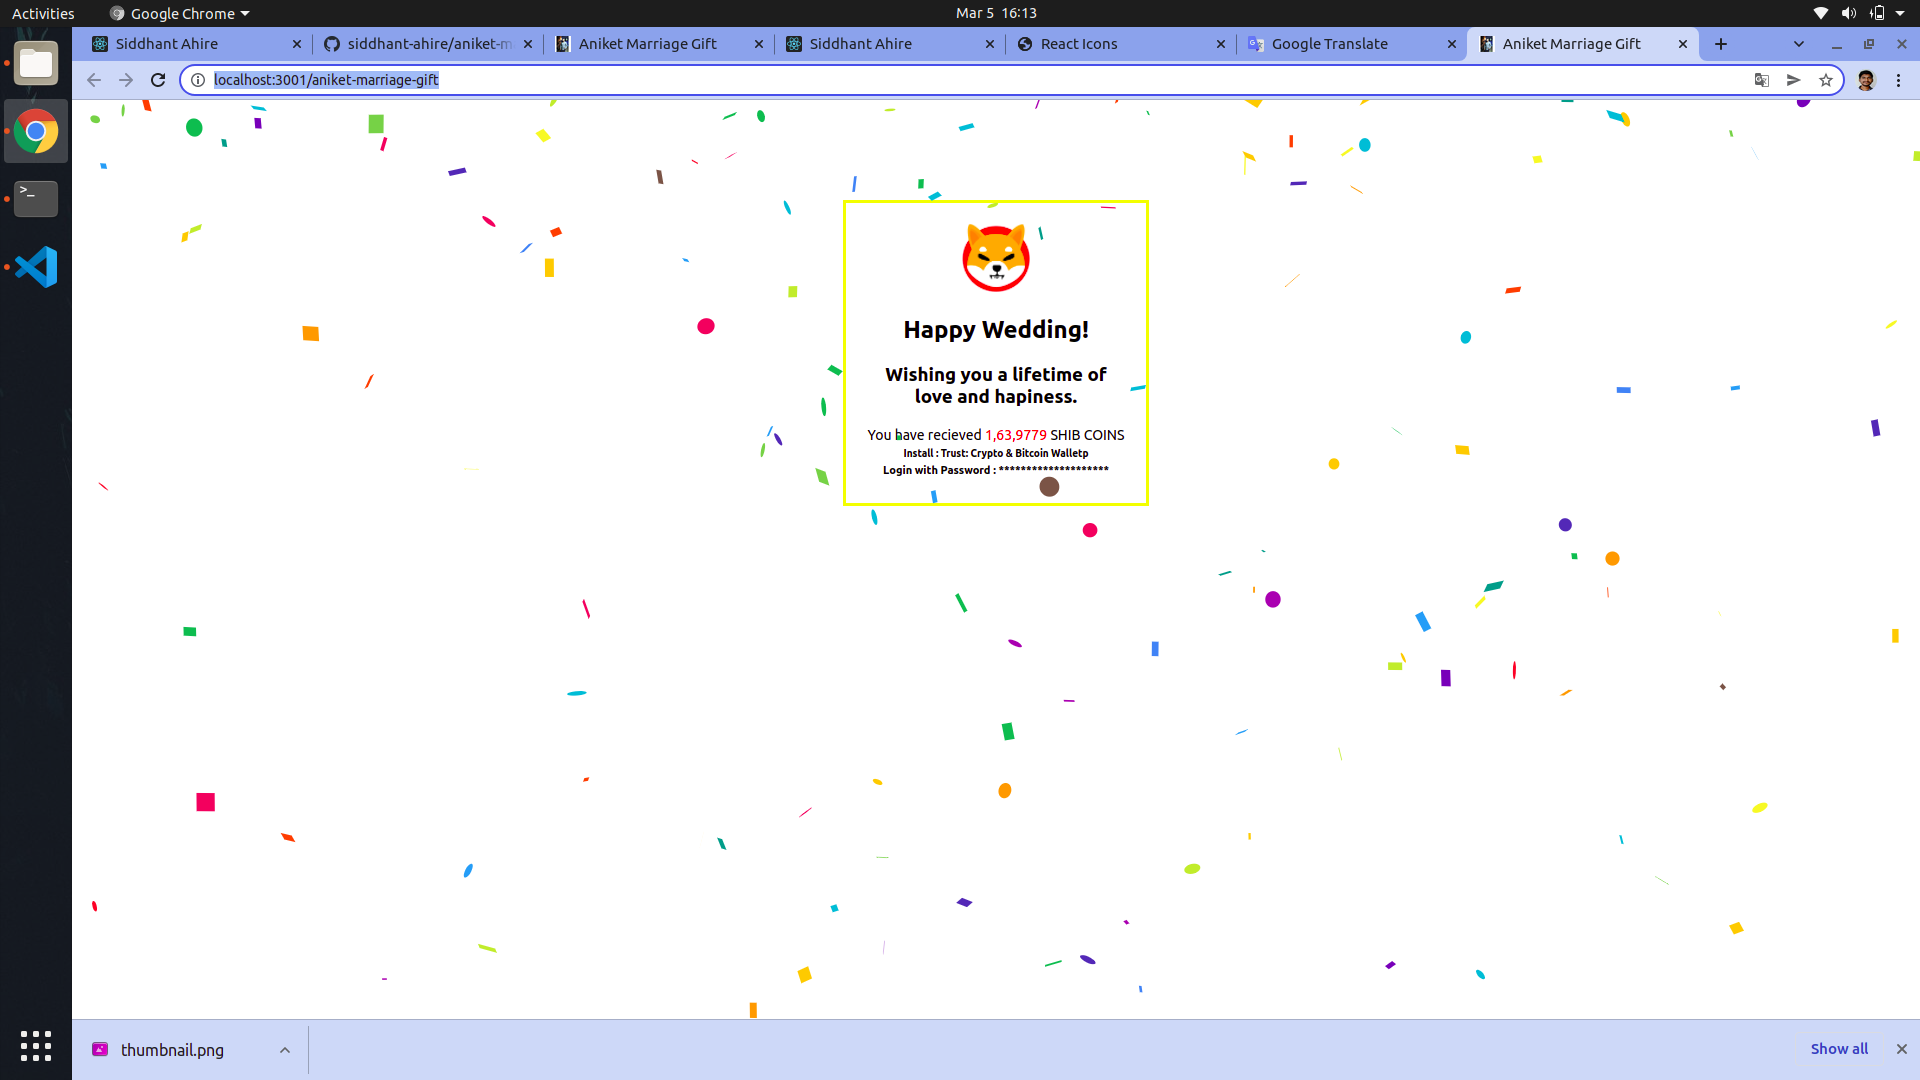 Activities
Google Chrome
Mar 5 16:13
Siddhant Ahire
siddhant-ahire/aniket-m
Aniket Marriage Gift
Siddhant Ahire
React Icons
Google Translate
Aniket Marriage Gift
localhost:3001/aniket-marriage-gift
Happy Wedding!
Wishing you a lifetime of
love and hapiness.
You have recieved 1,63,9779 SHIB COINS
Install : Trust: Crypto & Bitcoin Walletp
Login with Password : ********************
thumbnail.png
Show all